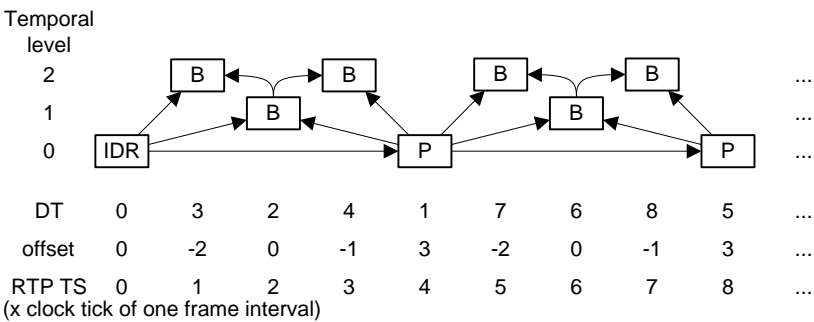 Temporal
level
2 B B B B ...
1 B B ...
0 IDR P P ...
DT 0 3 2 4 1 7 6 8 5 ...
offset 0 -2 0 -1 3 -2 0 -1 3 ...
RTP TS 0 1 2 3 4 5 6 7 8 ...
(x clock tick of one frame interval)